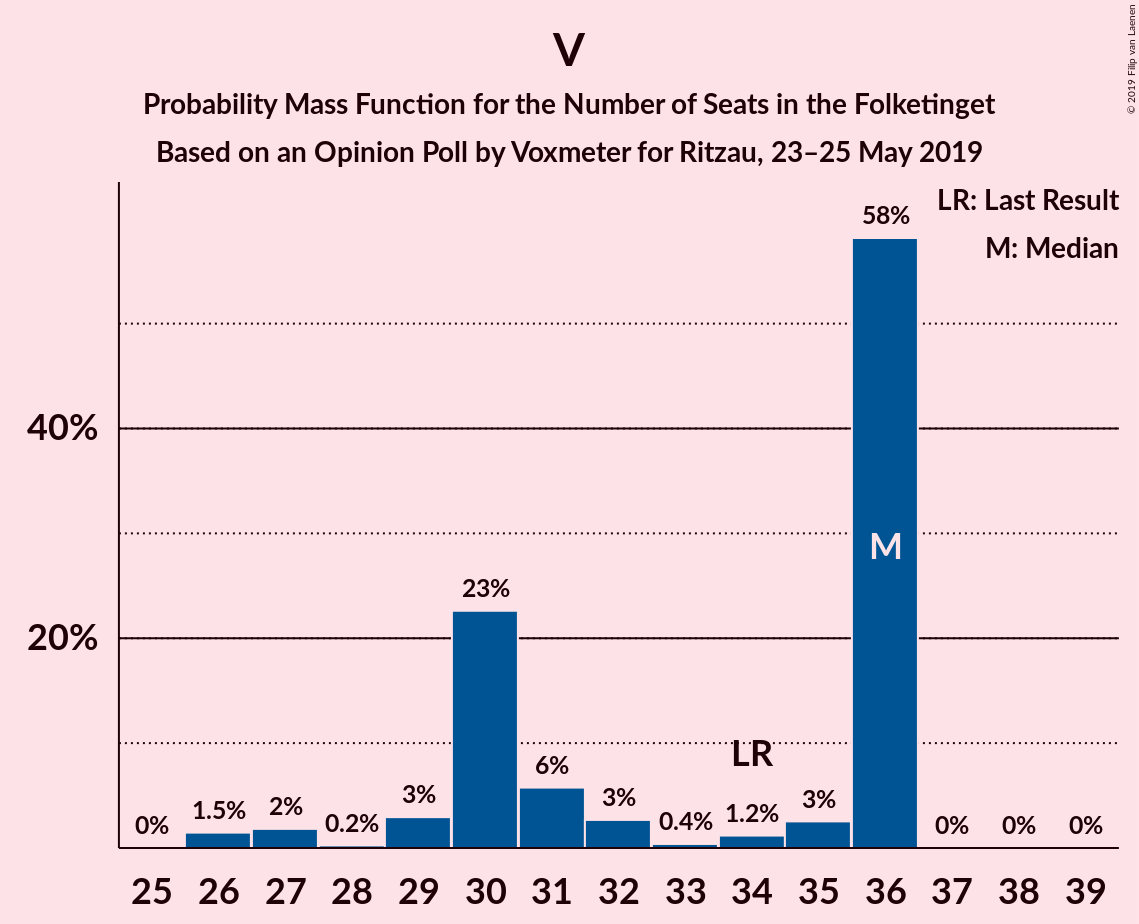 V
Probability Mass Function for the Number of Seats in the Folketinget
Based on an Opinion Poll by Voxmeter for Ritzau, 23–25 May 2019
© 2019 Filip van Laenen
LR: Last Result
M: Median
58%
40%
M
23%
20%
LR
6%
3%
3%
3%
2%
1.5%
1.2%
0.4%
0.2%
0%
0%
0%
0%
25 26 27 28 29 30 31 32 33 34 35 36 37 38 39